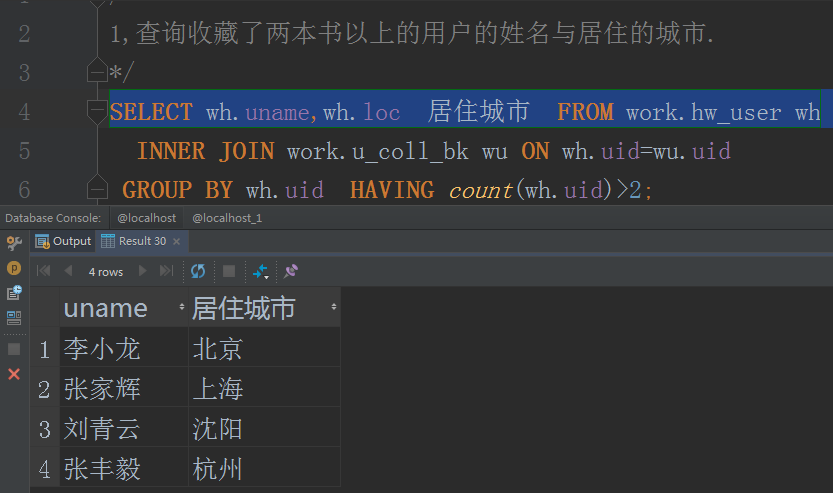 2 1,查询收藏了两本书以上的用户的姓名与居住的城市.
3 */
4 SELECT wh.uname,wh.loc 居住城市 FROM work.hw_user wh
5 INNER JOIN work.u_coll_bk wu ON wh.uid=wu.uid
6 GROUP BY wh.uid HAVING count(wh.uid)>2;
Database Console: @localhost @localhost_1
Output Result 30
4 rows
uname 居住城市
1 李小龙 北京
2 张家辉 上海
3 刘青云 沈阳
4 张丰毅 杭州